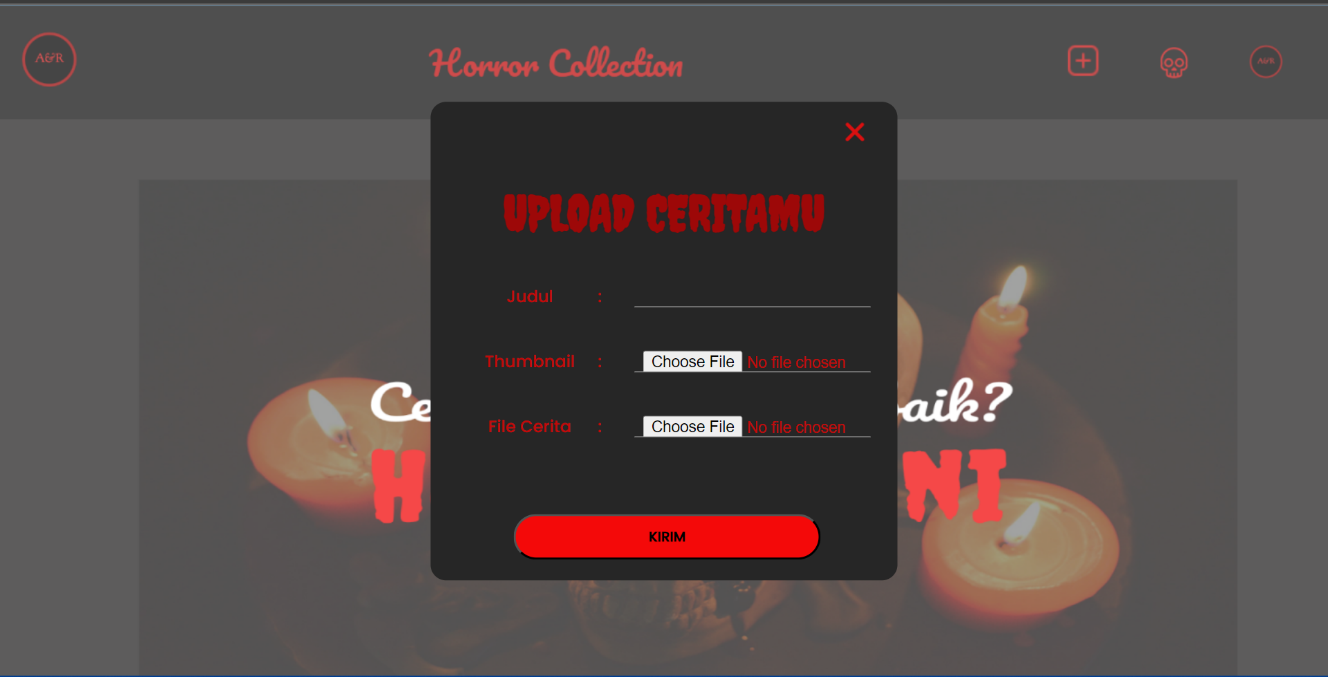 A&R
Horror Collection
A&R
UPLOAD CERITAMU
Judul :
Thumbnail : Choose File No file chosen
File Cerita : Choose File No file chosen
KIRIM